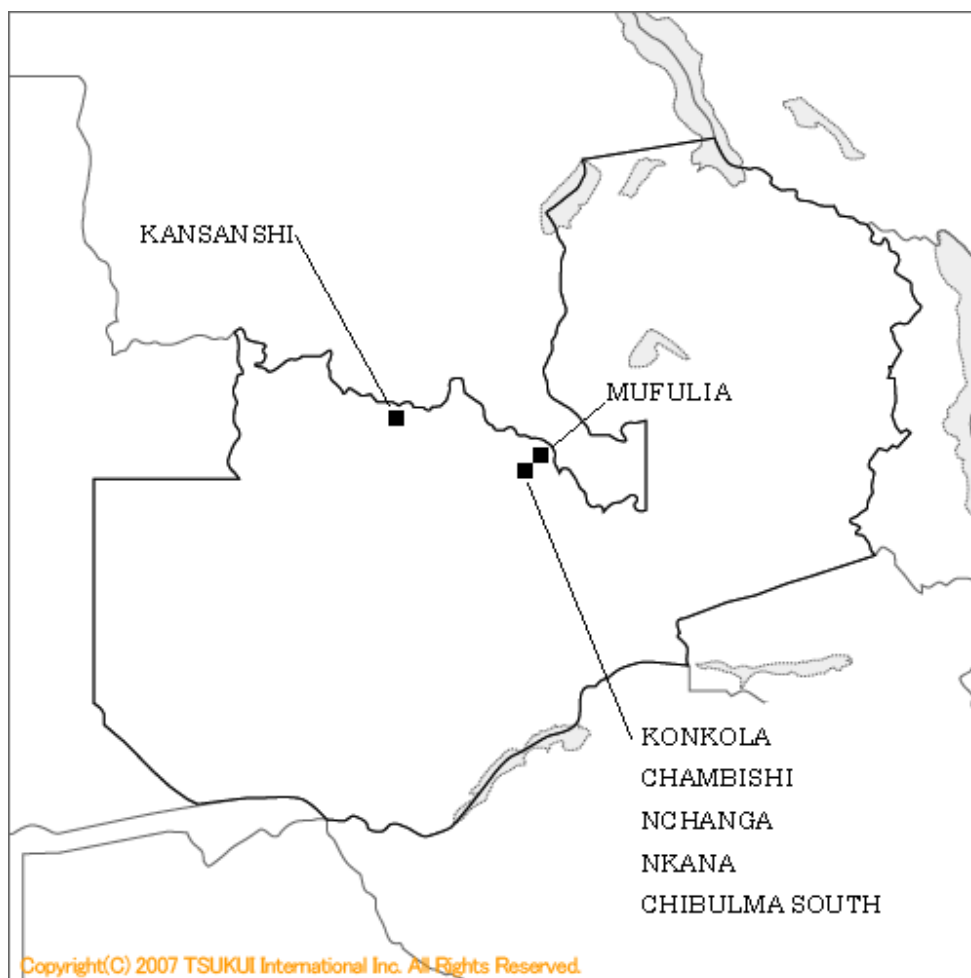 KANSANSHI
MUFULIA
KONKOLA
CHAMBISHI
NCHANGA
NKANA
CHIBULMA SOUTH
Copyright(C) 2007 TSUKUI International Inc. All Rights Reserved.